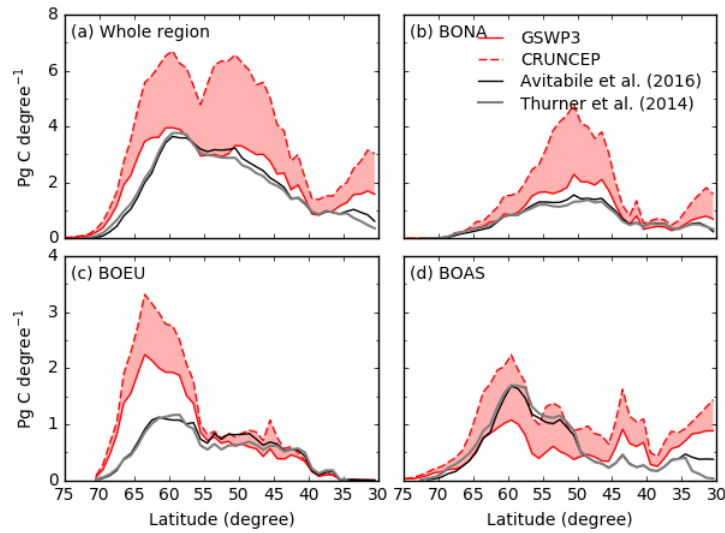 (a) Whole region
Pg C degree⁻¹
8
6
4
2
0
(b) BONA
GSWP3
CRUNCEP
Avitabile et al. (2016)
Thurner et al. (2014)
(c) BOEU
Pg C degree⁻¹
4
3
2
1
0
75 70 65 60 55 50 45 40 35 30
Latitude (degree)
(d) BOAS
75 70 65 60 55 50 45 40 35 30
Latitude (degree)